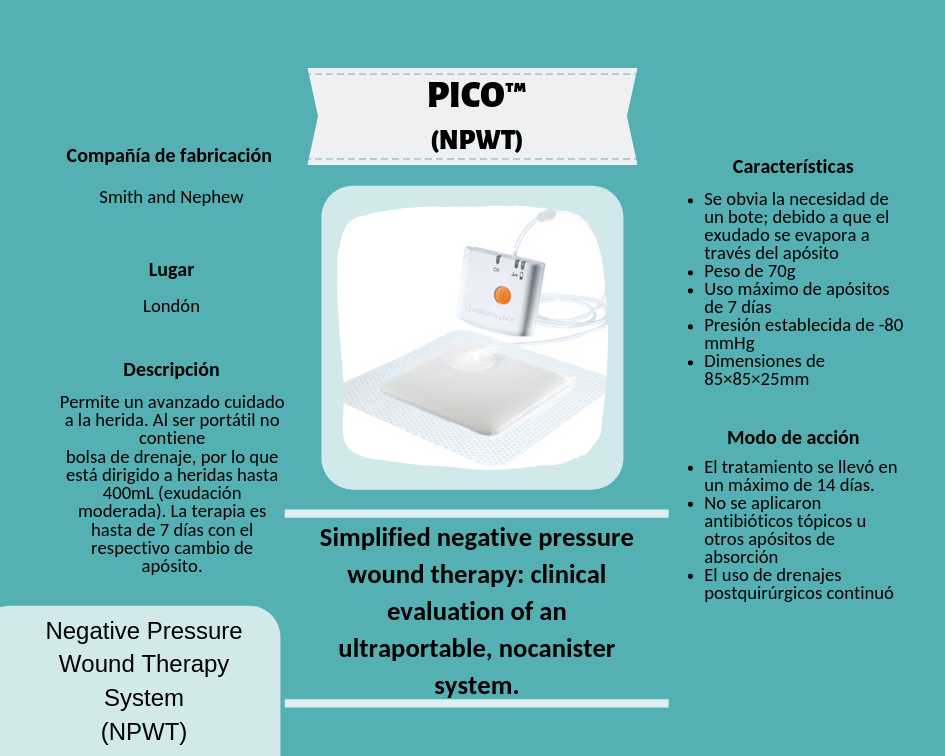 PICO™
(NPWT)
Compañía de fabricación
Smith and Nephew
Lugar
Londón
Descripción
Permite un avanzado cuidado
a la herida. Al ser portátil no
contiene
bolsa de drenaje, por lo que
está dirigido a heridas hasta
400mL (exudación
moderada). La terapia es
hasta de 7 días con el
respectivo cambio de
apósito.
Negative Pressure
Wound Therapy
System
(NPWT)
OK
Simplified negative pressure
wound therapy: clinical
evaluation of an
ultraportable, nocanister
system.
Características
• Se obvia la necesidad de
un bote; debido a que el
exudado se evapora a
través del apósito
• Peso de 70g
• Uso máximo de apósitos
de 7 días
• Presión establecida de -80
mmHg
• Dimensiones de
85×85×25mm
Modo de acción
• El tratamiento se llevó en
un máximo de 14 días.
• No se aplicaron
antibióticos tópicos u
otros apósitos de
absorción
• El uso de drenajes
postquirúrgicos continuó